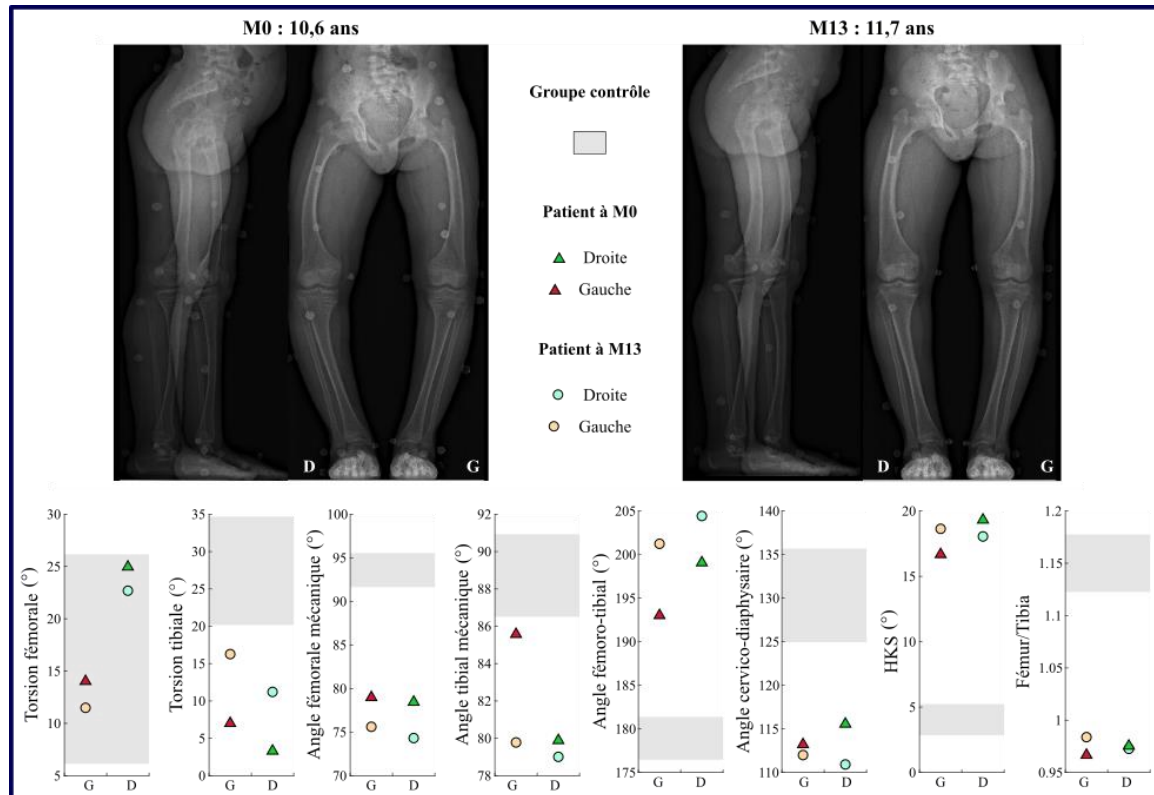 M0 : 10,6 ans
M13 : 11,7 ans
Groupe contrôle
Patient à M0
Droite
Gauche
Patient à M13
Droite
Gauche
D
G
D
G
Torsion fémorale (°)
30
25
20
15
10
5
G D
Torsion tibiale (°)
35
30
25
20
15
10
5
0
G D
Angle fémorale mécanique (°)
100
95
90
85
80
75
70
G D
Angle tibial mécanique (°)
92
90
88
86
84
82
80
78
G D
Angle fémoro-tibial (°)
205
200
195
190
185
180
175
G D
Angle cervico-diaphysaire (°)
140
135
130
125
120
115
110
G D
HKS (°)
20
15
10
5
0
G D
Fémur/Tibia
1.2
1.15
1.1
1.05
1
0.95
G D